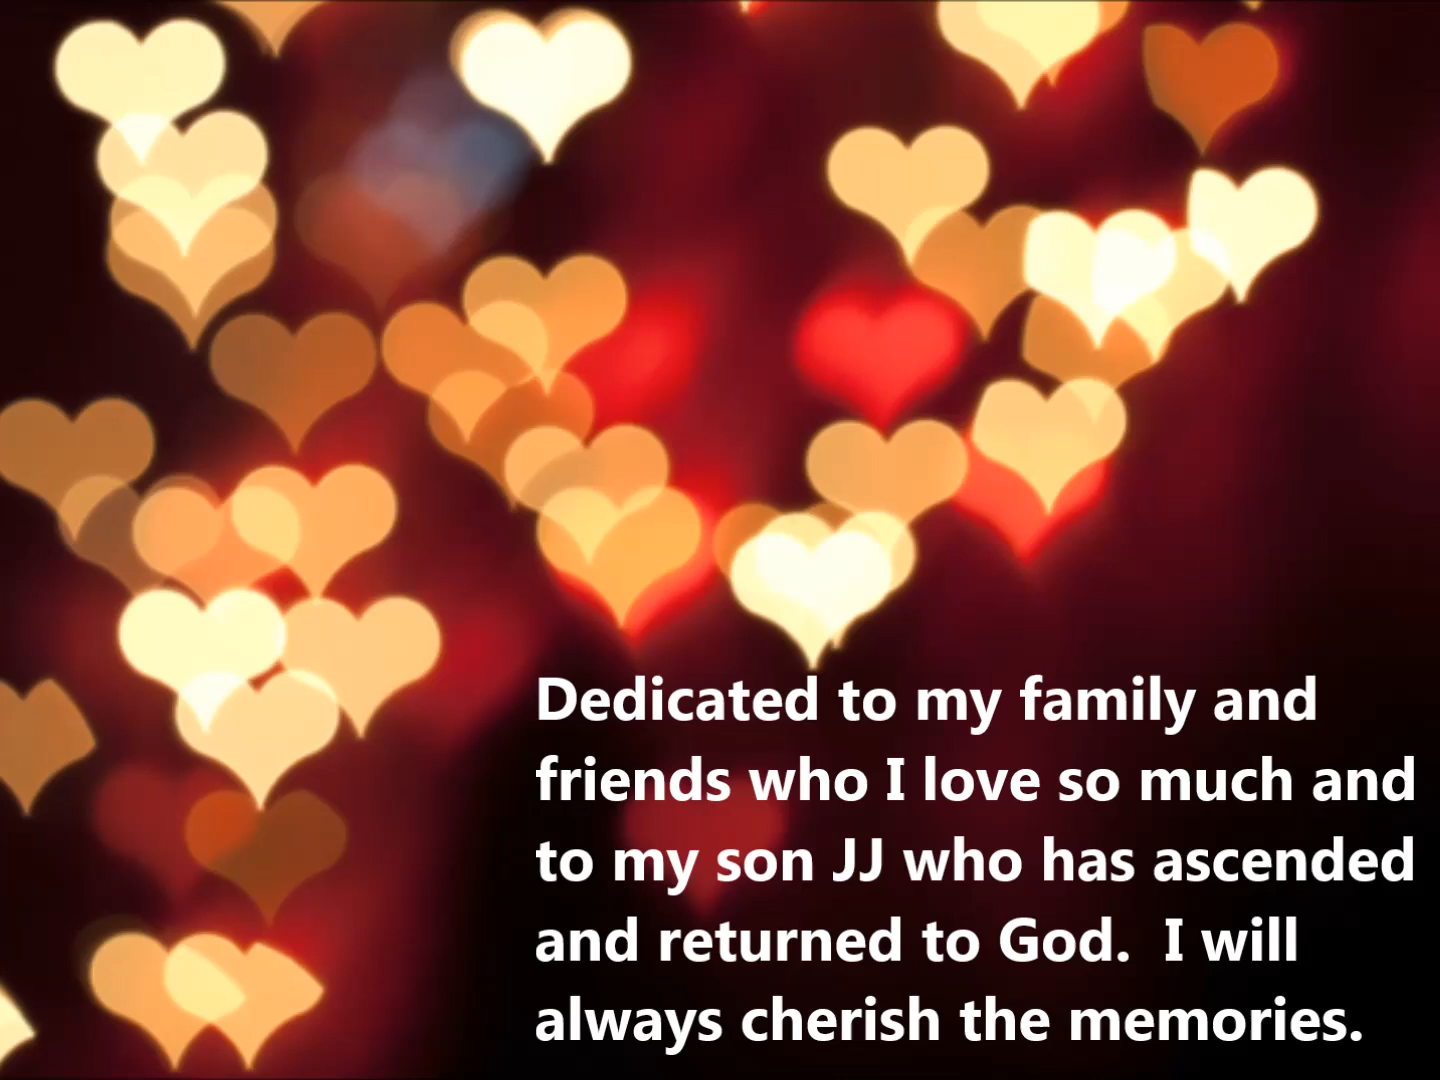 Dedicated to my family and
friends who I love so much and
to my son JJ who has ascended
and returned to God.  I will
always cherish the memories.